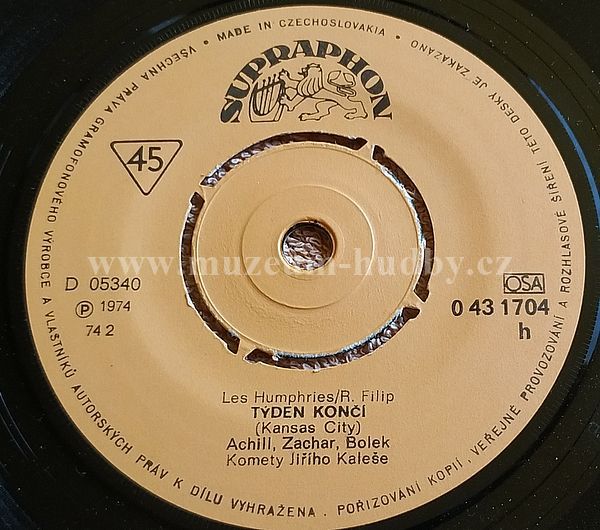 VŠECHNA PRÁVA GRAMOFONOVÉHO VÝROBCE A VLASTNÍKŮ AUTORSKÝCH PRÁV K DÍLU VYHRAŽENA. POŘIZOVÁNÍ KOPIÍ, VEŘEJNÉ PROVOZOVÁNÍ A ROZHLASOVÉ ŠÍŘENÍ TÉTO DESKY JE ZAKÁZÁNO • MADE IN CZECHOSLOVAKIA •
SUPRAPHON
45
www.muzeum-hudby.cz
D 05340
℗ 1974
74 2
OSA
0 43 1704
h
Les Humphries/R. Filip
TÝDEN KONČÍ
(Kansas City)
Achill, Zachar, Bolek
Komety Jiřího Kaleše